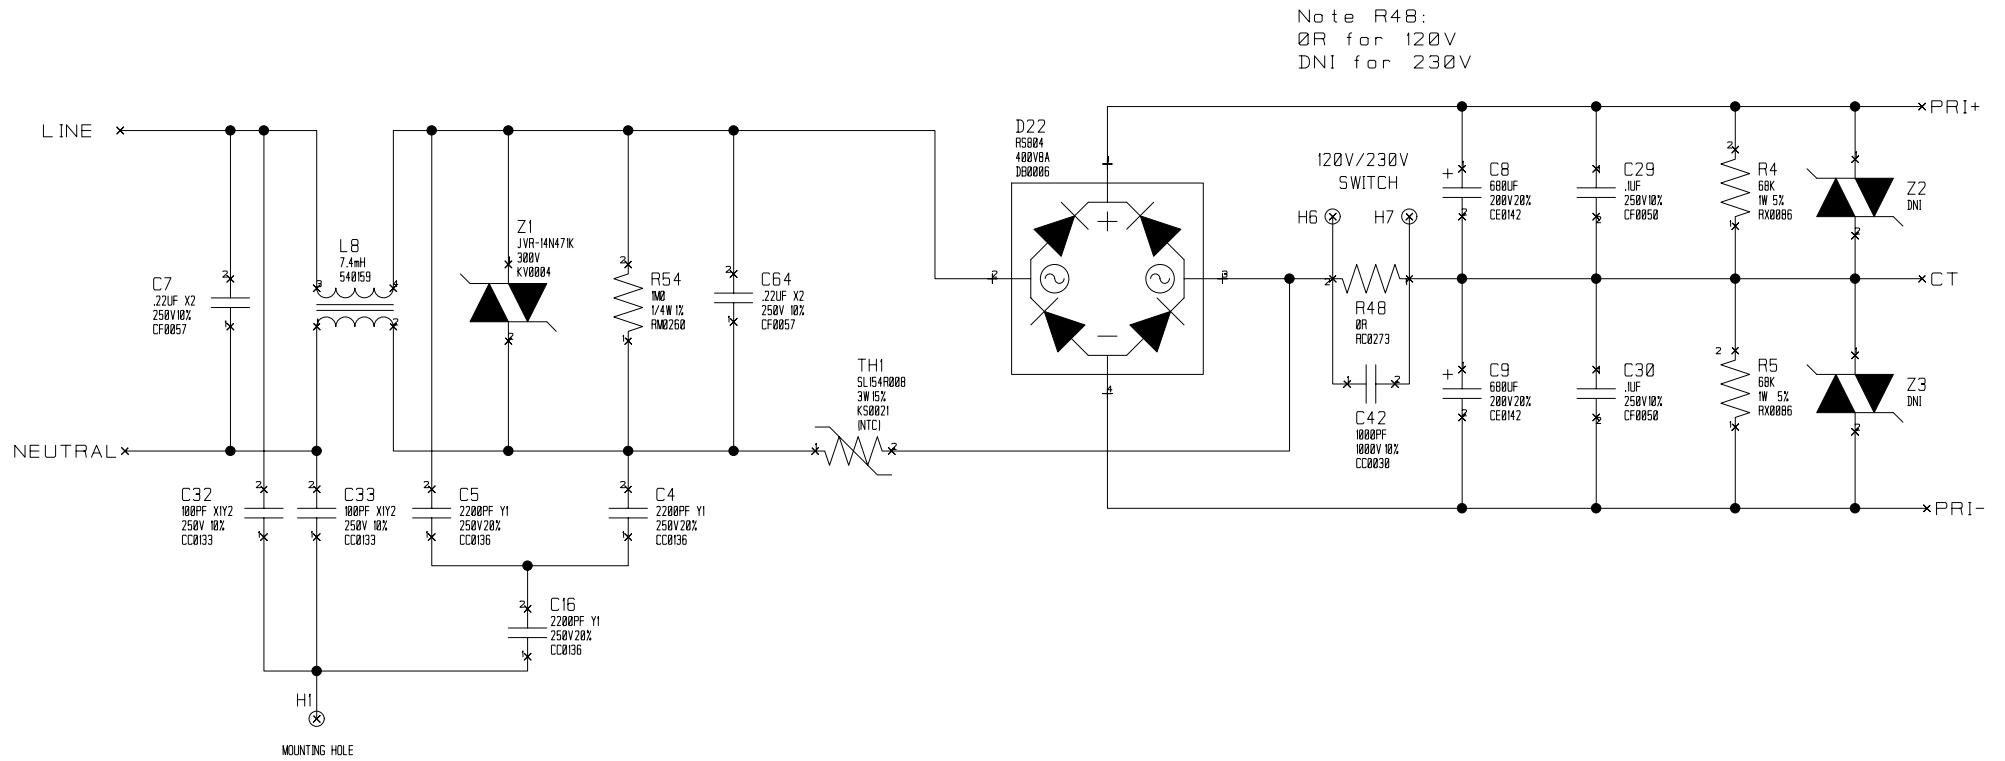 Note R48:
0R for 120V
DNI for 230V
LINE
PRI+
D22
RS804
400V8A
DB0006
120V/230V
SWITCH
H6
H7
C8
680UF
200V20%
CE0142
C29
.1UF
250V10%
CF0050
R4
68K
1W 5%
RX0086
Z2
DNI
Z1
JVR-14N471K
300V
KV0004
L8
7.4mH
540159
C7
.22UF X2
250V10%
CF0057
R54
1M0
1/4W 1%
RM0260
C64
.22UF X2
250V 10%
CF0057
CT
R48
0R
RC0273
TH1
SL154R008
3W 15%
KS0021
(NTC)
C42
1000PF
1000V 10%
CC0030
C9
680UF
200V20%
CE0142
C30
.1UF
250V10%
CF0050
R5
68K
1W 5%
RX0086
Z3
DNI
NEUTRAL
C32
100PF X1Y2
250V 10%
CC0133
C33
100PF X1Y2
250V 10%
CC0133
C5
2200PF Y1
250V20%
CC0136
C4
2200PF Y1
250V20%
CC0136
PRI-
C16
2200PF Y1
250V20%
CC0136
H1
MOUNTING HOLE